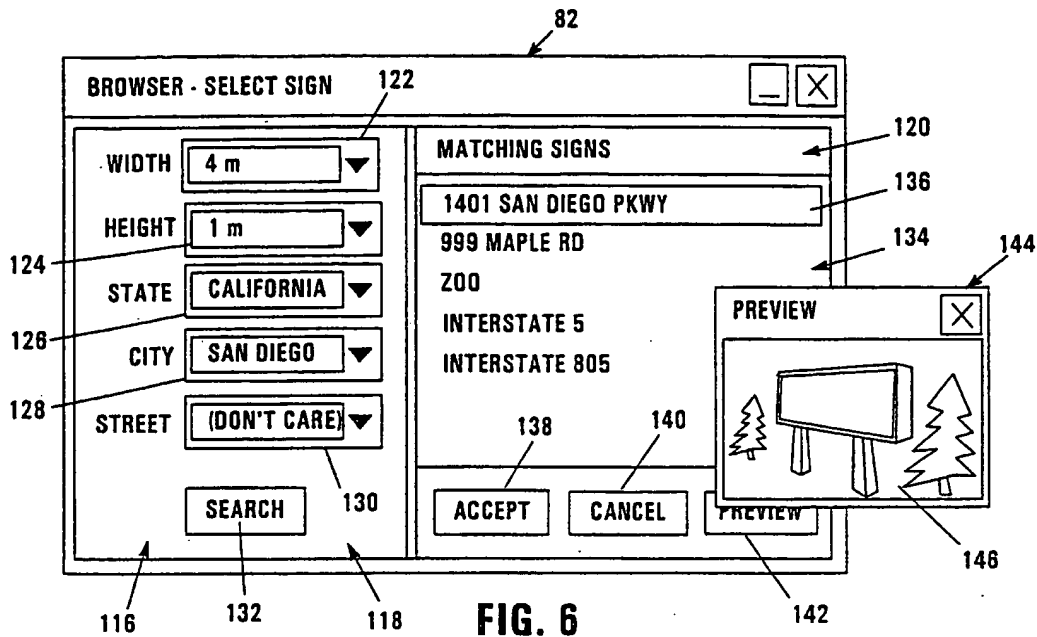 82
BROWSER - SELECT SIGN
_ X
122
WIDTH 4 m
HEIGHT 1 m
124
STATE CALIFORNIA
126
CITY SAN DIEGO
128
STREET (DON'T CARE)
130
SEARCH
116
132
118
MATCHING SIGNS
120
1401 SAN DIEGO PKWY
136
999 MAPLE RD
134
ZOO
INTERSTATE 5
INTERSTATE 805
144
PREVIEW X
146
138
140
ACCEPT CANCEL PREVIEW
142
FIG. 6